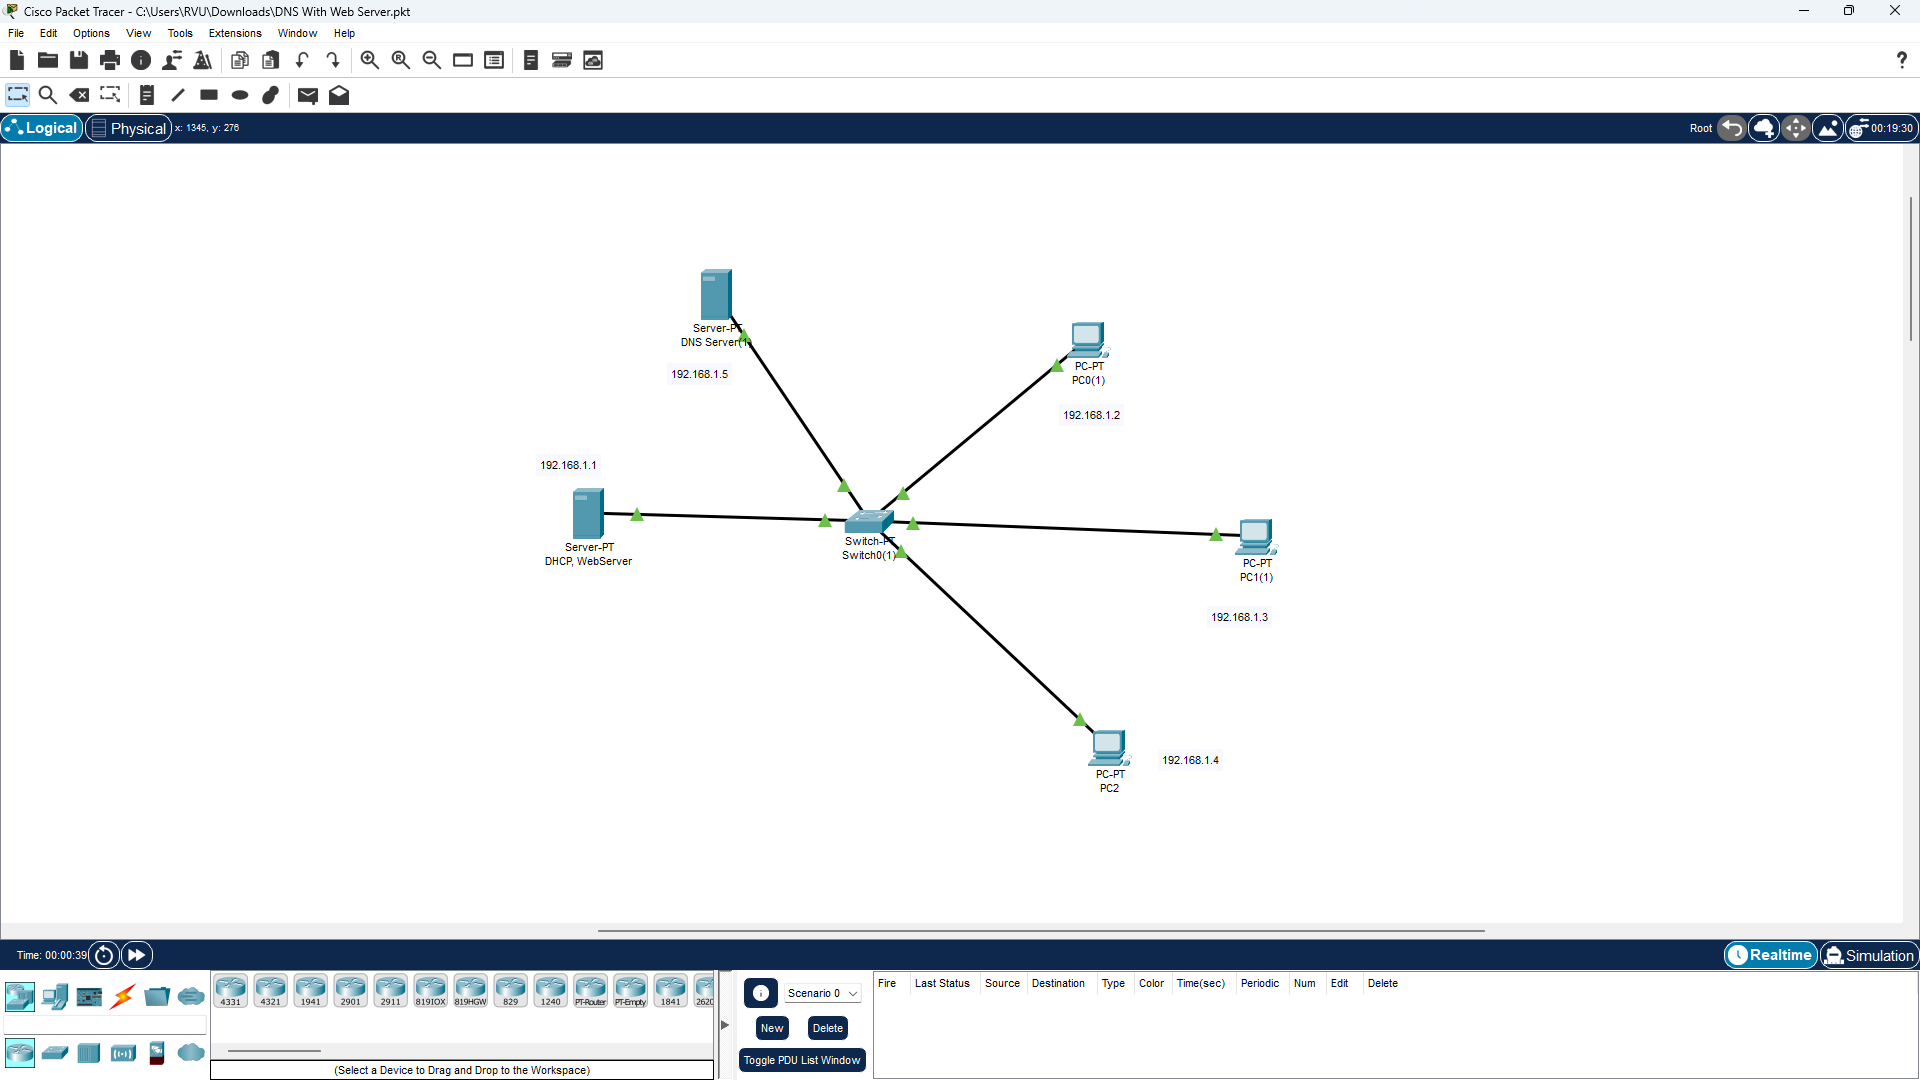 Cisco Packet Tracer - C:\Users\RVU\Downloads\DNS With Web Server.pkt
File Edit Options View Tools Extensions Window Help
?
Logical Physical x: 1345, y: 276 Root 00:19:30
Server-PT
DNS Server(1)
192.168.1.5
PC-PT
PC0(1)
192.168.1.2
192.168.1.1
Server-PT
DHCP, WebServer
Switch-PT
Switch0(1)
PC-PT
PC1(1)
192.168.1.3
PC-PT
PC2
192.168.1.4
Time: 00:00:39 Realtime Simulation
4331 4321 1941 2901 2911 819IOX 819HGW 829 1240 PT-Router PT-Empty 1841 2620
(Select a Device to Drag and Drop to the Workspace)
Scenario 0
New Delete
Toggle PDU List Window
Fire Last Status Source Destination Type Color Time(sec) Periodic Num Edit Delete